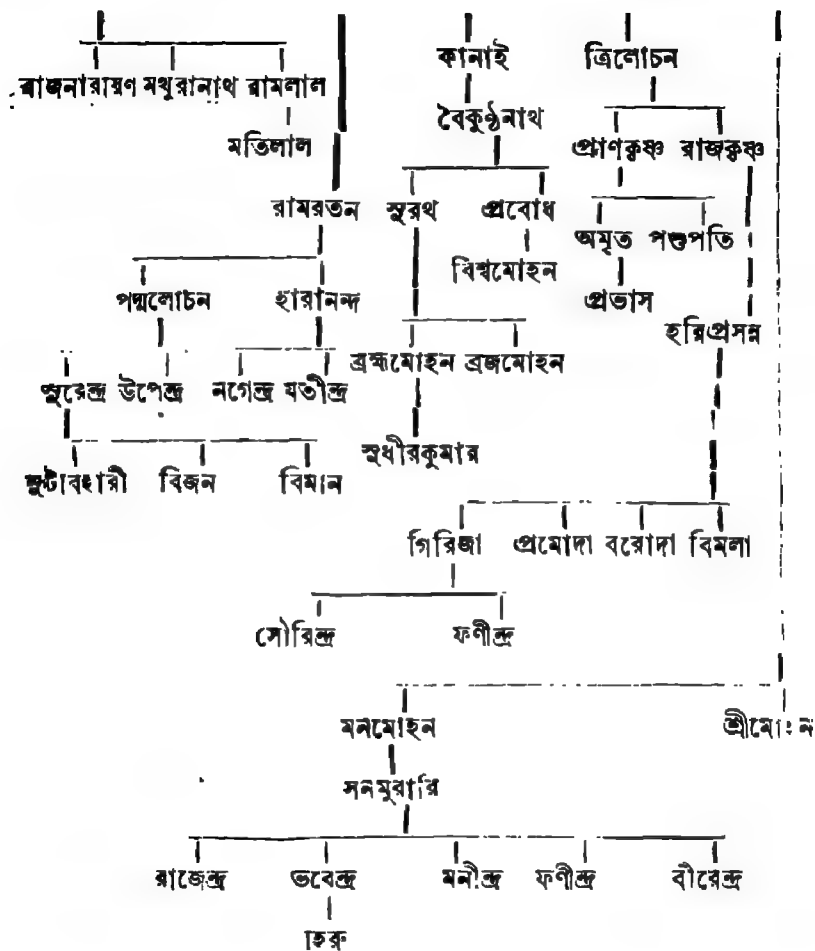 কানাই ত্রিলোচন
রাজনারায়ণ মথুরানাথ রামলাল
বৈকুণ্ঠনাথ
মতিলাল প্রাণকৃষ্ণ রাজকৃষ্ণ
রামরতন সুরথ প্রবোধ
অমৃত পশুপতি
বিশ্বমোহন
পদ্মলোচন হারানন্দ প্রভাস
হরিপ্রসন্ন
ব্রহ্মমোহন ব্রজমোহন
সুরেন্দ্র উপেন্দ্র নগেন্দ্র যতীন্দ্র
সুধীরকুমার
বিজন বিমান
গিরিজা প্রমোদা বরোদা বিমলা
সৌরিন্দ্র ফণীন্দ্র
মনমোহন শ্রীমোহন
সনমুরারি
রাজেন্দ্র ভবেন্দ্র মনীন্দ্র ফণীন্দ্র বীরেন্দ্র
হিরু